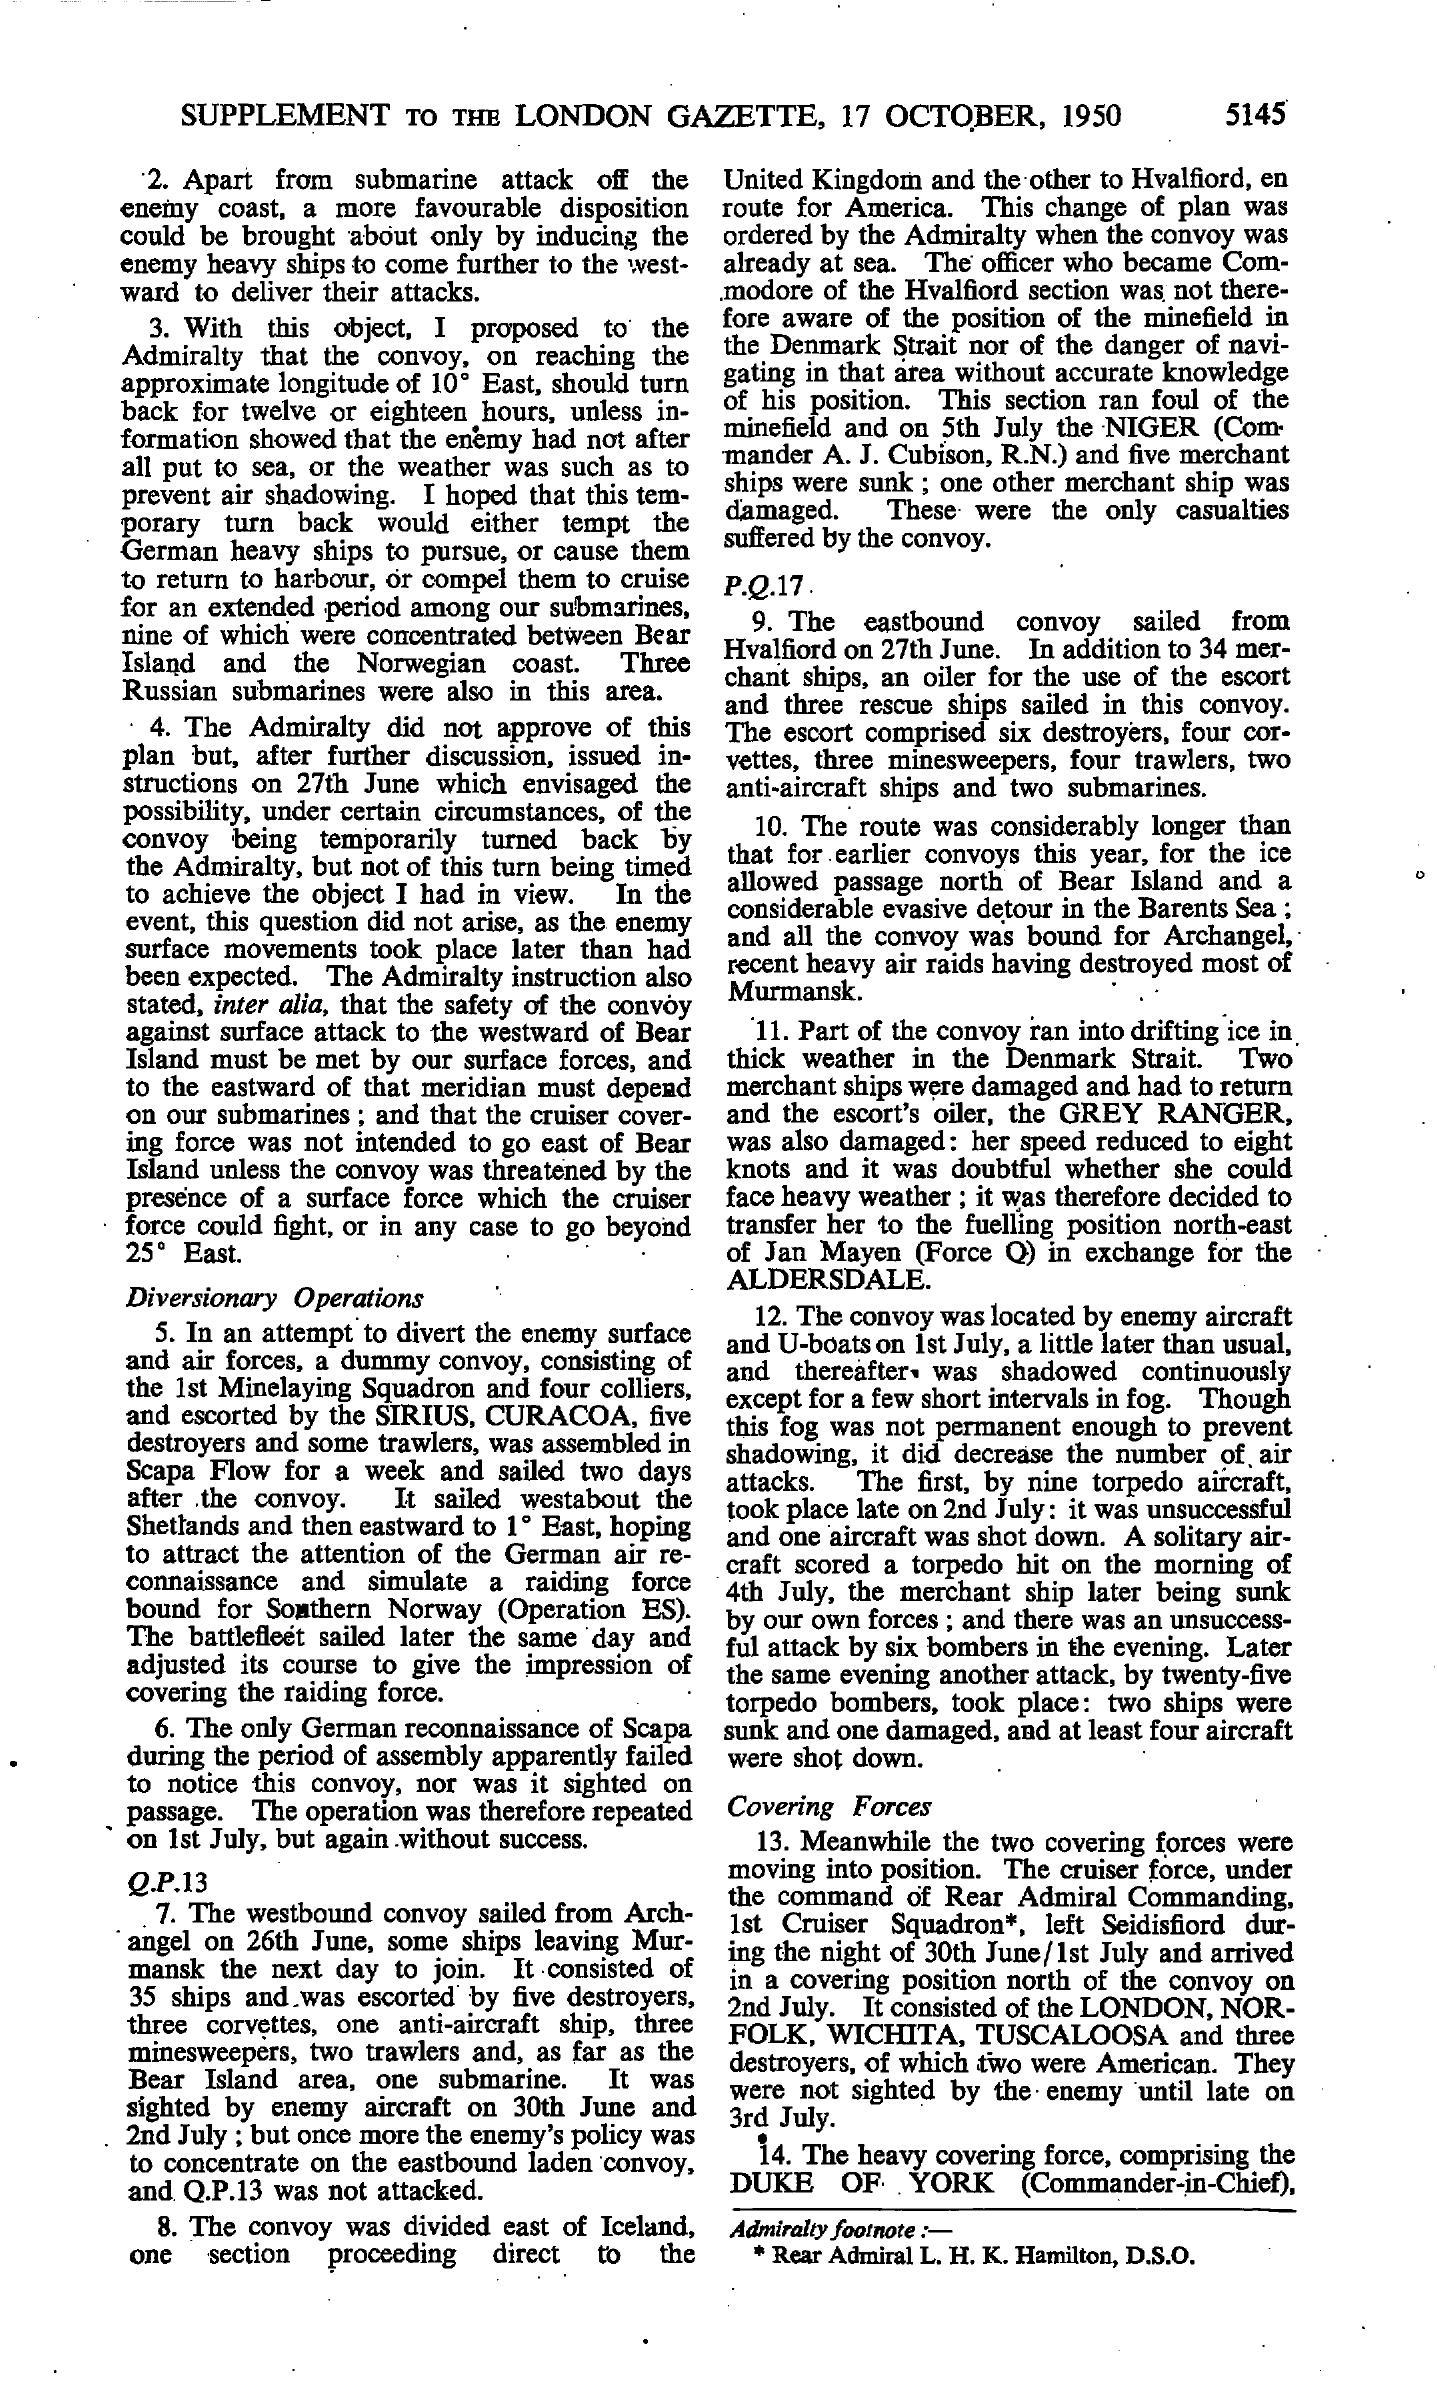 SUPPLEMENT TO THE LONDON GAZETTE, 17 OCTOBER, 1950 5145
2. Apart from submarine attack off the
enemy coast, a more favourable disposition
could be brought about only by inducing the
enemy heavy ships to come further to the west-
ward to deliver their attacks.
3. With this object, I proposed to the
Admiralty that the convoy, on reaching the
approximate longitude of 10° East, should turn
back for twelve or eighteen hours, unless in-
formation showed that the enemy had not after
all put to sea, or the weather was such as to
prevent air shadowing. I hoped that this tem-
porary turn back would either tempt the
German heavy ships to pursue, or cause them
to return to harbour, or compel them to cruise
for an extended period among our submarines,
nine of which were concentrated between Bear
Island and the Norwegian coast. Three
Russian submarines were also in this area.
4. The Admiralty did not approve of this
plan but, after further discussion, issued in-
structions on 27th June which envisaged the
possibility, under certain circumstances, of the
convoy being temporarily turned back by
the Admiralty, but not of this turn being timed
to achieve the object I had in view. In the
event, this question did not arise, as the enemy
surface movements took place later than had
been expected. The Admiralty instruction also
stated, inter alia, that the safety of the convoy
against surface attack to the westward of Bear
Island must be met by our surface forces, and
to the eastward of that meridian must depend
on our submarines ; and that the cruiser cover-
ing force was not intended to go east of Bear
Island unless the convoy was threatened by the
presence of a surface force which the cruiser
force could fight, or in any case to go beyond
25° East.
Diversionary Operations
5. In an attempt to divert the enemy surface
and air forces, a dummy convoy, consisting of
the 1st Minelaying Squadron and four colliers,
and escorted by the SIRIUS, CURACOA, five
destroyers and some trawlers, was assembled in
Scapa Flow for a week and sailed two days
after the convoy. It sailed westabout the
Shetlands and then eastward to 1° East, hoping
to attract the attention of the German air re-
connaissance and simulate a raiding force
bound for Southern Norway (Operation ES).
The battlefleet sailed later the same day and
adjusted its course to give the impression of
covering the raiding force.
6. The only German reconnaissance of Scapa
during the period of assembly apparently failed
to notice this convoy, nor was it sighted on
passage. The operation was therefore repeated
on 1st July, but again without success.
Q.P.13
7. The westbound convoy sailed from Arch-
angel on 26th June, some ships leaving Mur-
mansk the next day to join. It consisted of
35 ships and was escorted by five destroyers,
three corvettes, one anti-aircraft ship, three
minesweepers, two trawlers and, as far as the
Bear Island area, one submarine. It was
sighted by enemy aircraft on 30th June and
2nd July ; but once more the enemy's policy was
to concentrate on the eastbound laden convoy,
and Q.P.13 was not attacked.
8. The convoy was divided east of Iceland,
one section proceeding direct to the
United Kingdom and the other to Hvalfiord, en
route for America. This change of plan was
ordered by the Admiralty when the convoy was
already at sea. The officer who became Com-
modore of the Hvalfiord section was not there-
fore aware of the position of the minefield in
the Denmark Strait nor of the danger of navi-
gating in that area without accurate knowledge
of his position. This section ran foul of the
minefield and on 5th July the NIGER (Com-
mander A. J. Cubison, R.N.) and five merchant
ships were sunk ; one other merchant ship was
damaged. These were the only casualties
suffered by the convoy.
P.Q.17
9. The eastbound convoy sailed from
Hvalfiord on 27th June. In addition to 34 mer-
chant ships, an oiler for the use of the escort
and three rescue ships sailed in this convoy.
The escort comprised six destroyers, four cor-
vettes, three minesweepers, four trawlers, two
anti-aircraft ships and two submarines.
10. The route was considerably longer than
that for earlier convoys this year, for the ice
allowed passage north of Bear Island and a
considerable evasive detour in the Barents Sea ;
and all the convoy was bound for Archangel,
recent heavy air raids having destroyed most of
Murmansk.
11. Part of the convoy ran into drifting ice in
thick weather in the Denmark Strait. Two
merchant ships were damaged and had to return
and the escort's oiler, the GREY RANGER,
was also damaged: her speed reduced to eight
knots and it was doubtful whether she could
face heavy weather ; it was therefore decided to
transfer her to the fuelling position north-east
of Jan Mayen (Force Q) in exchange for the
ALDERSDALE.
12. The convoy was located by enemy aircraft
and U-boats on 1st July, a little later than usual,
and thereafter was shadowed continuously
except for a few short intervals in fog. Though
this fog was not permanent enough to prevent
shadowing, it did decrease the number of air
attacks. The first, by nine torpedo aircraft,
took place late on 2nd July: it was unsuccessful
and one aircraft was shot down. A solitary air-
craft scored a torpedo hit on the morning of
4th July, the merchant ship later being sunk
by our own forces ; and there was an unsuccess-
ful attack by six bombers in the evening. Later
the same evening another attack, by twenty-five
torpedo bombers, took place: two ships were
sunk and one damaged, and at least four aircraft
were shot down.
Covering Forces
13. Meanwhile the two covering forces were
moving into position. The cruiser force, under
the command of Rear Admiral Commanding,
1st Cruiser Squadron*, left Seidisfiord dur-
ing the night of 30th June/1st July and arrived
in a covering position north of the convoy on
2nd July. It consisted of the LONDON, NOR-
FOLK, WICHITA, TUSCALOOSA and three
destroyers, of which two were American. They
were not sighted by the enemy until late on
3rd July.
14. The heavy covering force, comprising the
DUKE OF YORK (Commander-in-Chief),
Admiralty footnote :—
* Rear Admiral L. H. K. Hamilton, D.S.O.